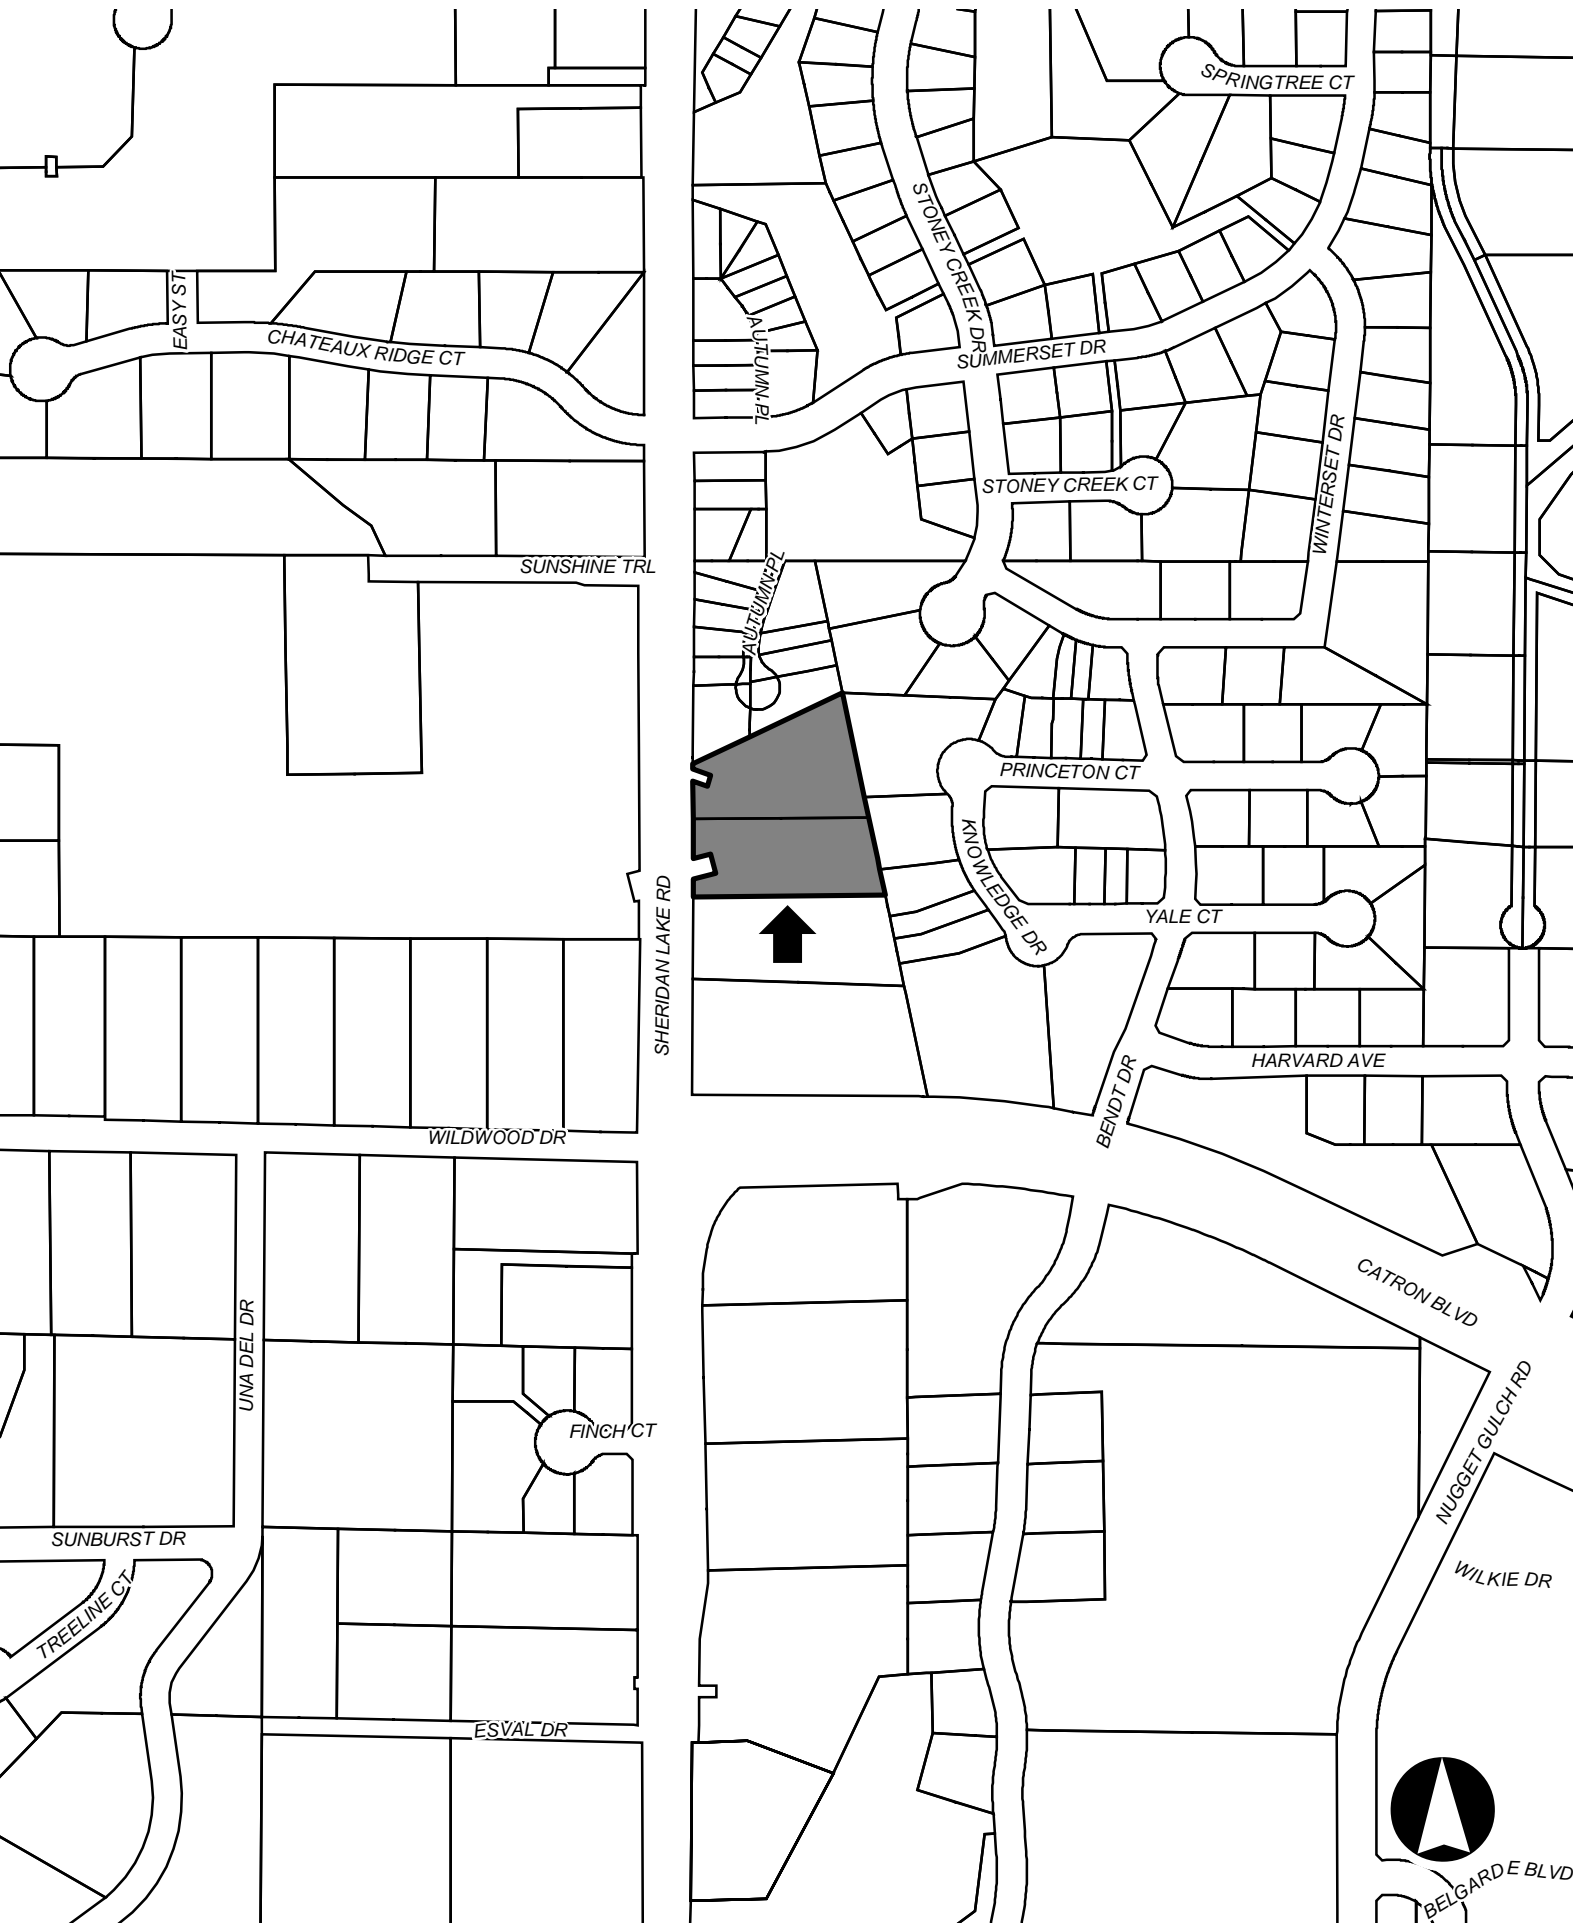 SPRINGTREE CT
STONEY CREEK DR
EASY ST
CHATEAUX RIDGE CT
AUTUMN PL
SUMMERSET DR
STONEY CREEK CT
WINTERSET DR
SUNSHINE TRL
AUTUMN PL
PRINCETON CT
KNOWLEDGE DR
SHERIDAN LAKE RD
YALE CT
HARVARD AVE
BENDT DR
WILDWOOD DR
CATRON BLVD
UNA DEL DR
NUGGET GULCH RD
FINCH CT
SUNBURST DR
WILKIE DR
TREELINE CT
ESVAL DR
BELGARDE BLVD